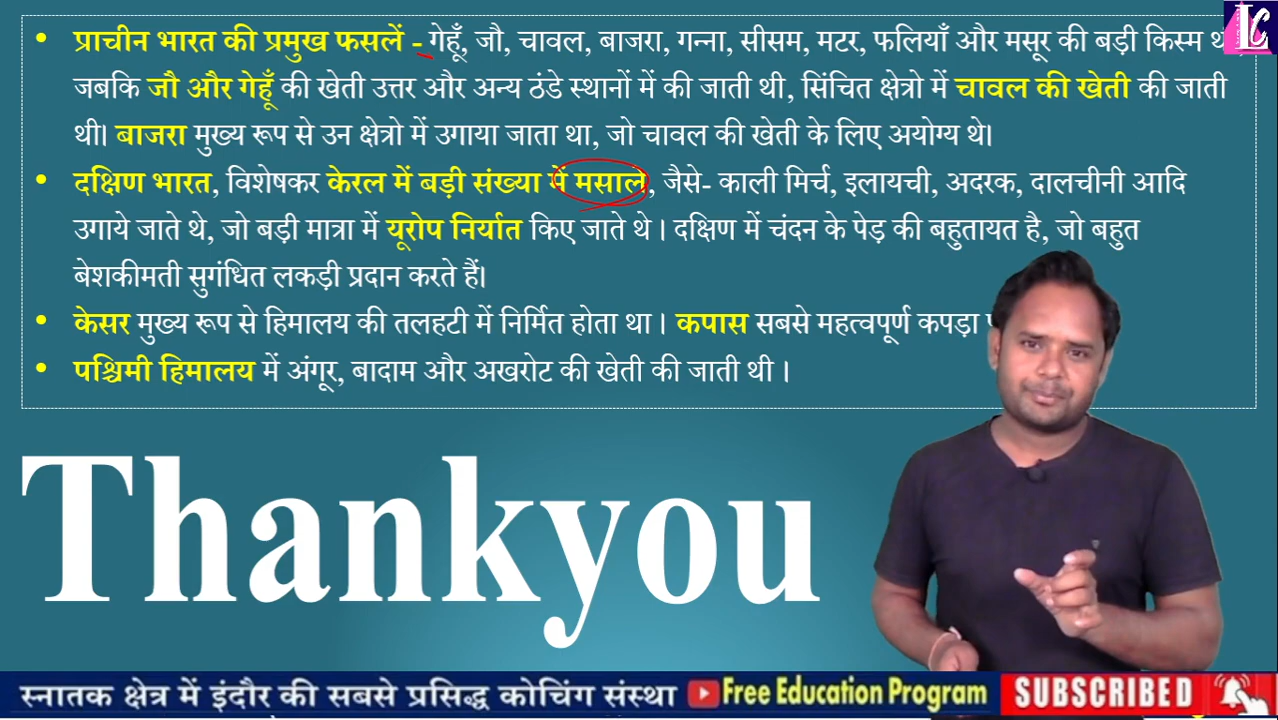 LC
• प्राचीन भारत की प्रमुख फसलें - गेहूँ, जौ, चावल, बाजरा, गन्ना, सीसम, मटर, फलियाँ और मसूर की बड़ी किस्म
जबकि जौ और गेहूँ की खेती उत्तर और अन्य ठंडे स्थानों में की जाती थी, सिंचित क्षेत्रो में चावल की खेती की जाती
थी। बाजरा मुख्य रूप से उन क्षेत्रो में उगाया जाता था, जो चावल की खेती के लिए अयोग्य थे।
• दक्षिण भारत, विशेषकर केरल में बड़ी संख्या में मसाले, जैसे- काली मिर्च, इलायची, अदरक, दालचीनी आदि
उगाये जाते थे, जो बड़ी मात्रा में यूरोप निर्यात किए जाते थे। दक्षिण में चंदन के पेड़ की बहुतायत है, जो बहुत
बेशकीमती सुगंधित लकड़ी प्रदान करते हैं।
• केसर मुख्य रूप से हिमालय की तलहटी में निर्मित होता था। कपास सबसे महत्वपूर्ण कपड़ा
• पश्चिमी हिमालय में अंगूर, बादाम और अखरोट की खेती की जाती थी।
Thankyou
स्नातक क्षेत्र में इंदौर की सबसे प्रसिद्ध कोचिंग संस्था Free Education Program SUBSCRIBED